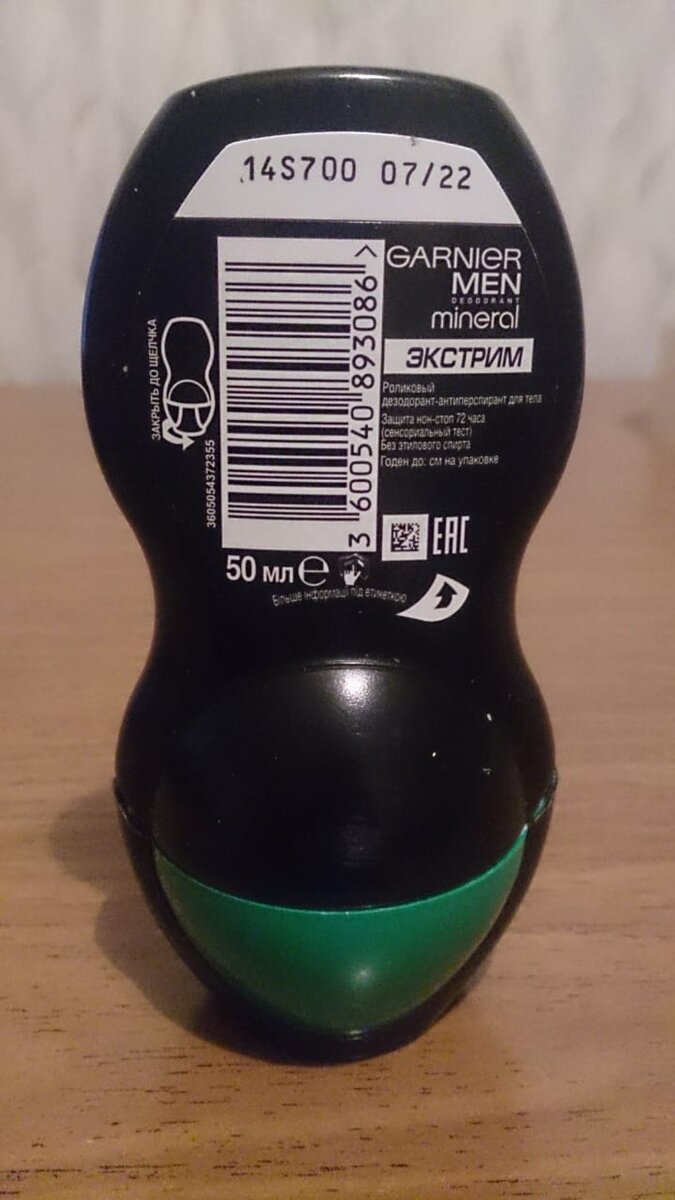 14S700 07/22
GARNIER
MEN
DEODORANT
mineral
ЭКСТРИМ
Роликовый
дезодорант-антиперспирант для тела
Защита нон-стоп 72 часа
(сенсориальный тест)
Без этилового спирта
Годен до: см на упаковке
ЗАКРЫТЬ ДО ЩЕЛЧКА
3605054372355
3 600540 893086 >
EAC
50 мл e
Більше інформації під етикеткою